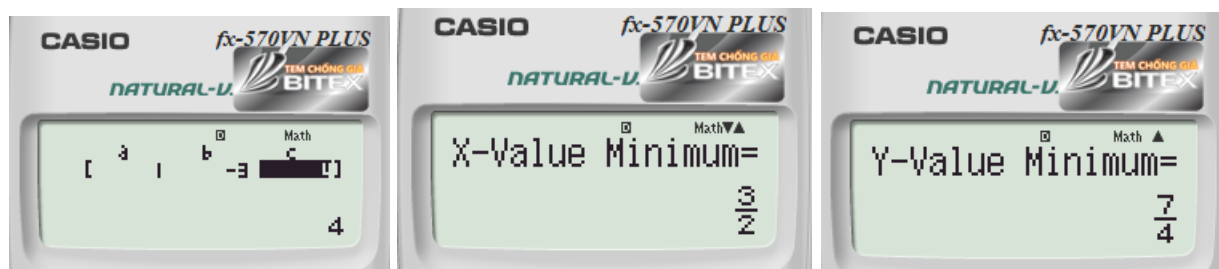 CASIO fx-570VN PLUS
TEM CHỐNG GIẢ
BITEX
NATURAL-V.
D Math
a b c
[ 1 -3 ]
4
CASIO fx-570VN PLUS
TEM CHỐNG GIẢ
BITEX
NATURAL-V.
D Math▼▲
X-Value Minimum=
3
2
CASIO fx-570VN PLUS
TEM CHỐNG GIẢ
BITEX
NATURAL-V.
D Math ▲
Y-Value Minimum=
7
4